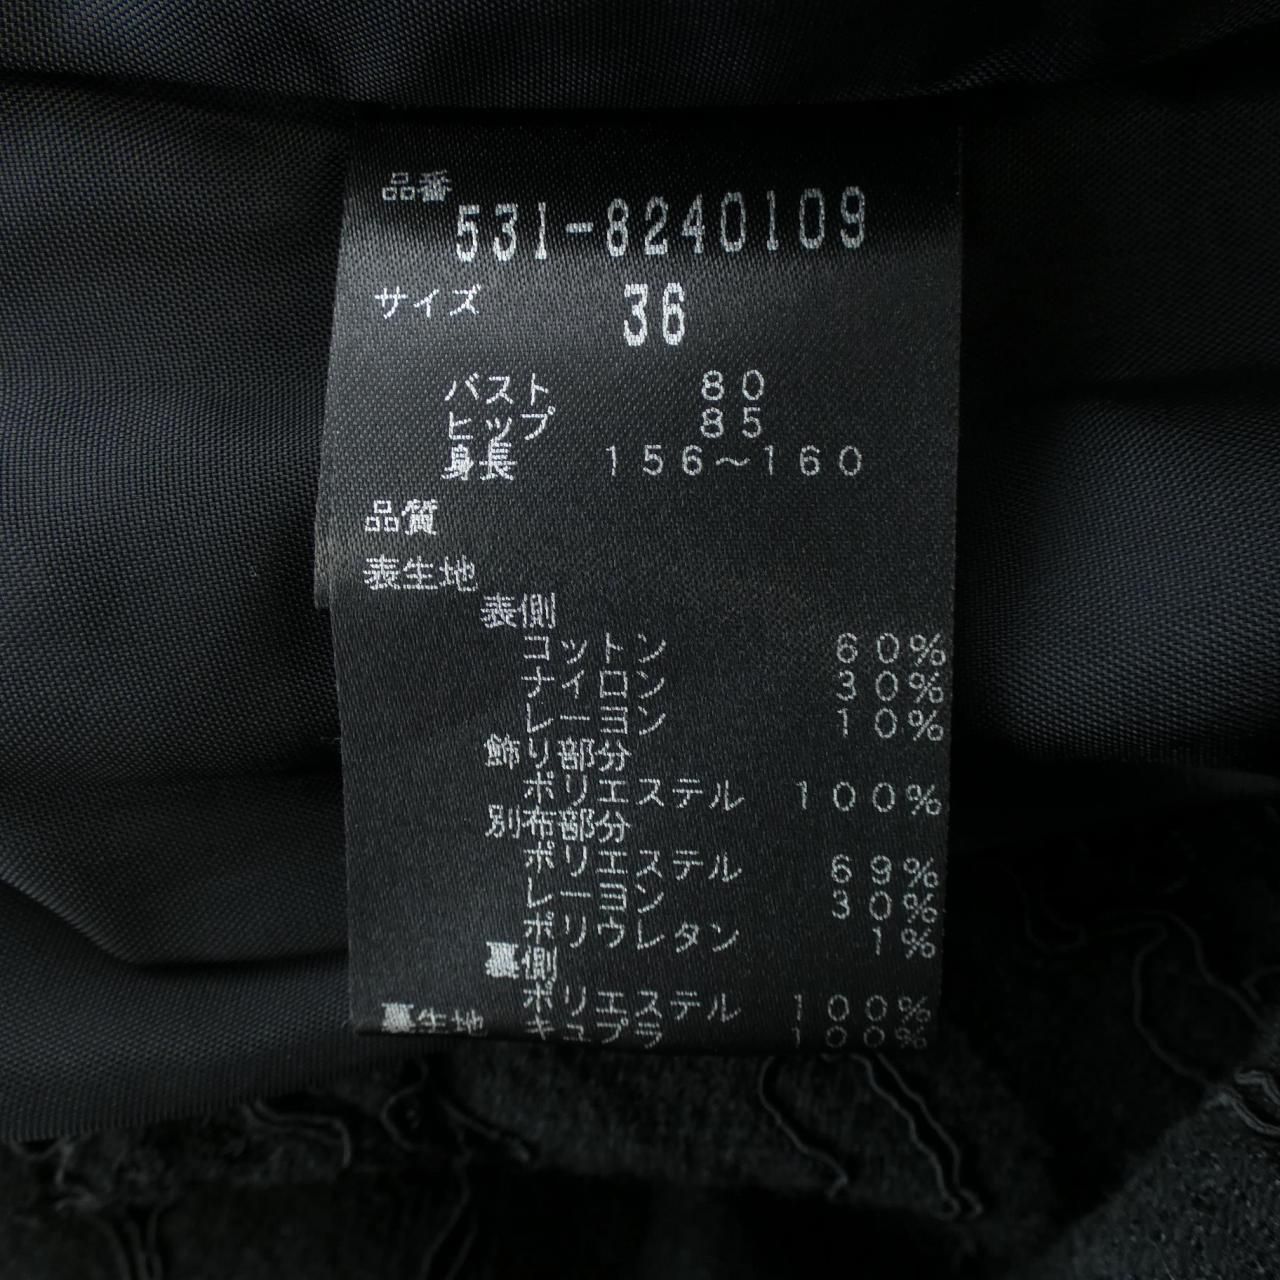 品番
531-8240109
サイズ 36
バスト 80
ヒップ 85
身長 156～160
品質
表生地
表側
コットン 60%
ナイロン 30%
レーヨン 10%
飾り部分
ポリエステル 100%
別布部分
ポリエステル 69%
レーヨン 30%
ポリウレタン 1%
裏側
ポリエステル 100%
裏生地 キュプラ 100%